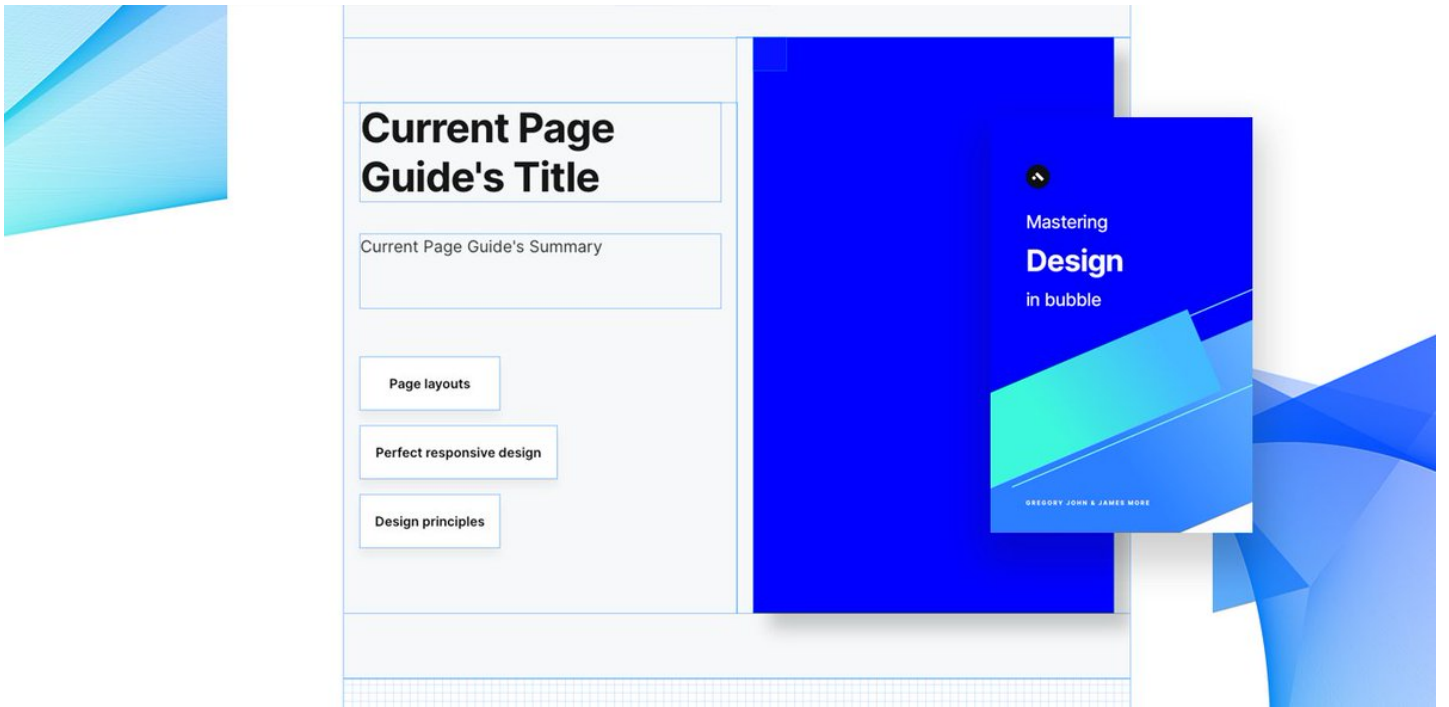 Current Page
Guide's Title
Current Page Guide's Summary
Page layouts
Perfect responsive design
Design principles
Mastering
Design
in bubble
GREGORY JOHN & JAMES MORE